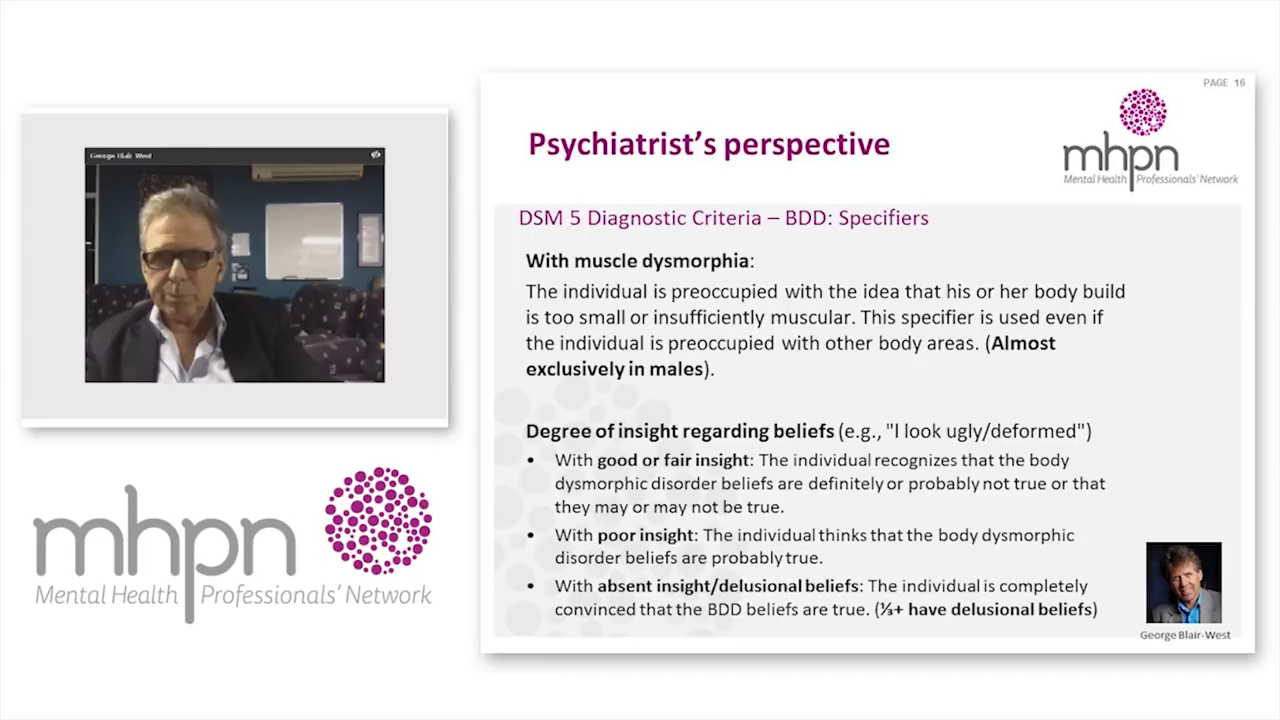 George Blair West
mhpn
Mental Health Professionals' Network
PAGE 16
Psychiatrist's perspective
mhpn
Mental Health Professionals' Network
DSM 5 Diagnostic Criteria – BDD: Specifiers
With muscle dysmorphia:
The individual is preoccupied with the idea that his or her body build
is too small or insufficiently muscular. This specifier is used even if
the individual is preoccupied with other body areas. (Almost
exclusively in males).
Degree of insight regarding beliefs (e.g., "I look ugly/deformed")
• With good or fair insight: The individual recognizes that the body
dysmorphic disorder beliefs are definitely or probably not true or that
they may or may not be true.
• With poor insight: The individual thinks that the body dysmorphic
disorder beliefs are probably true.
• With absent insight/delusional beliefs: The individual is completely
convinced that the BDD beliefs are true. (⅓+ have delusional beliefs)
George Blair-West